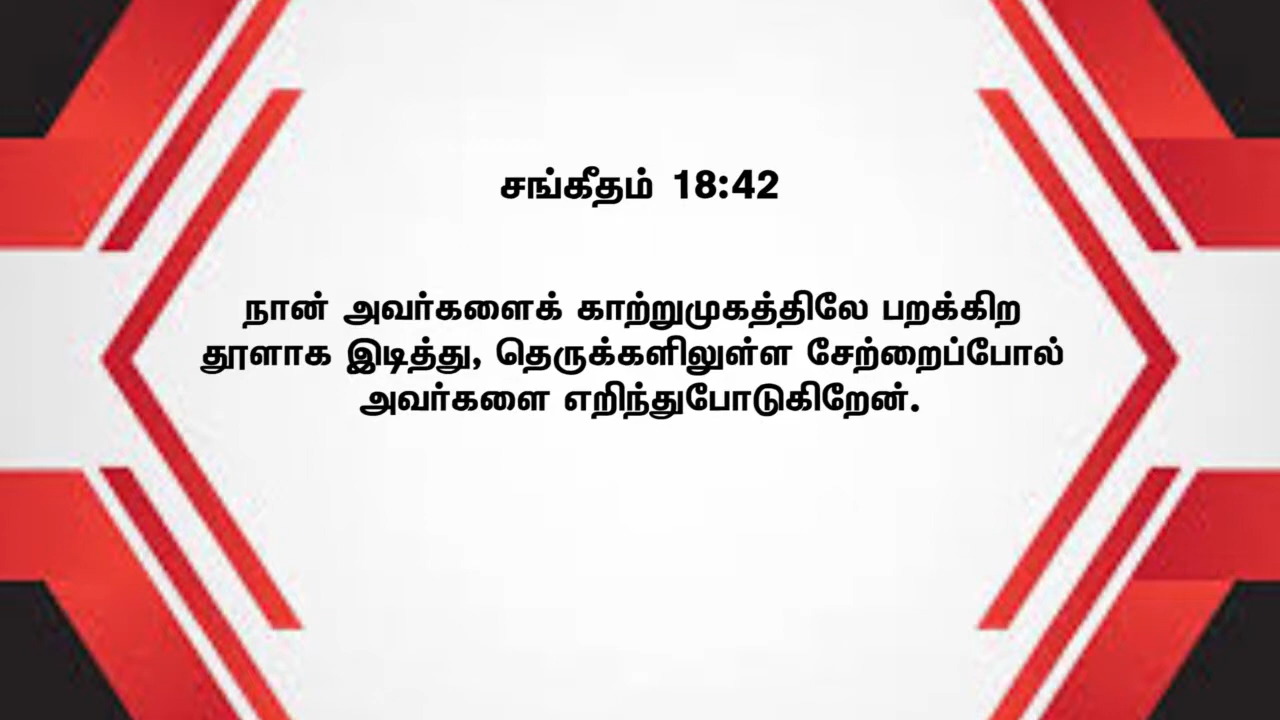 சங்கீதம் 18:42
நான் அவர்களைக் காற்றுமுகத்திலே பறக்கிற
தூளாக இடித்து, தெருக்களிலுள்ள சேற்றைப்போல்
அவர்களை எறிந்துபோடுகிறேன்.